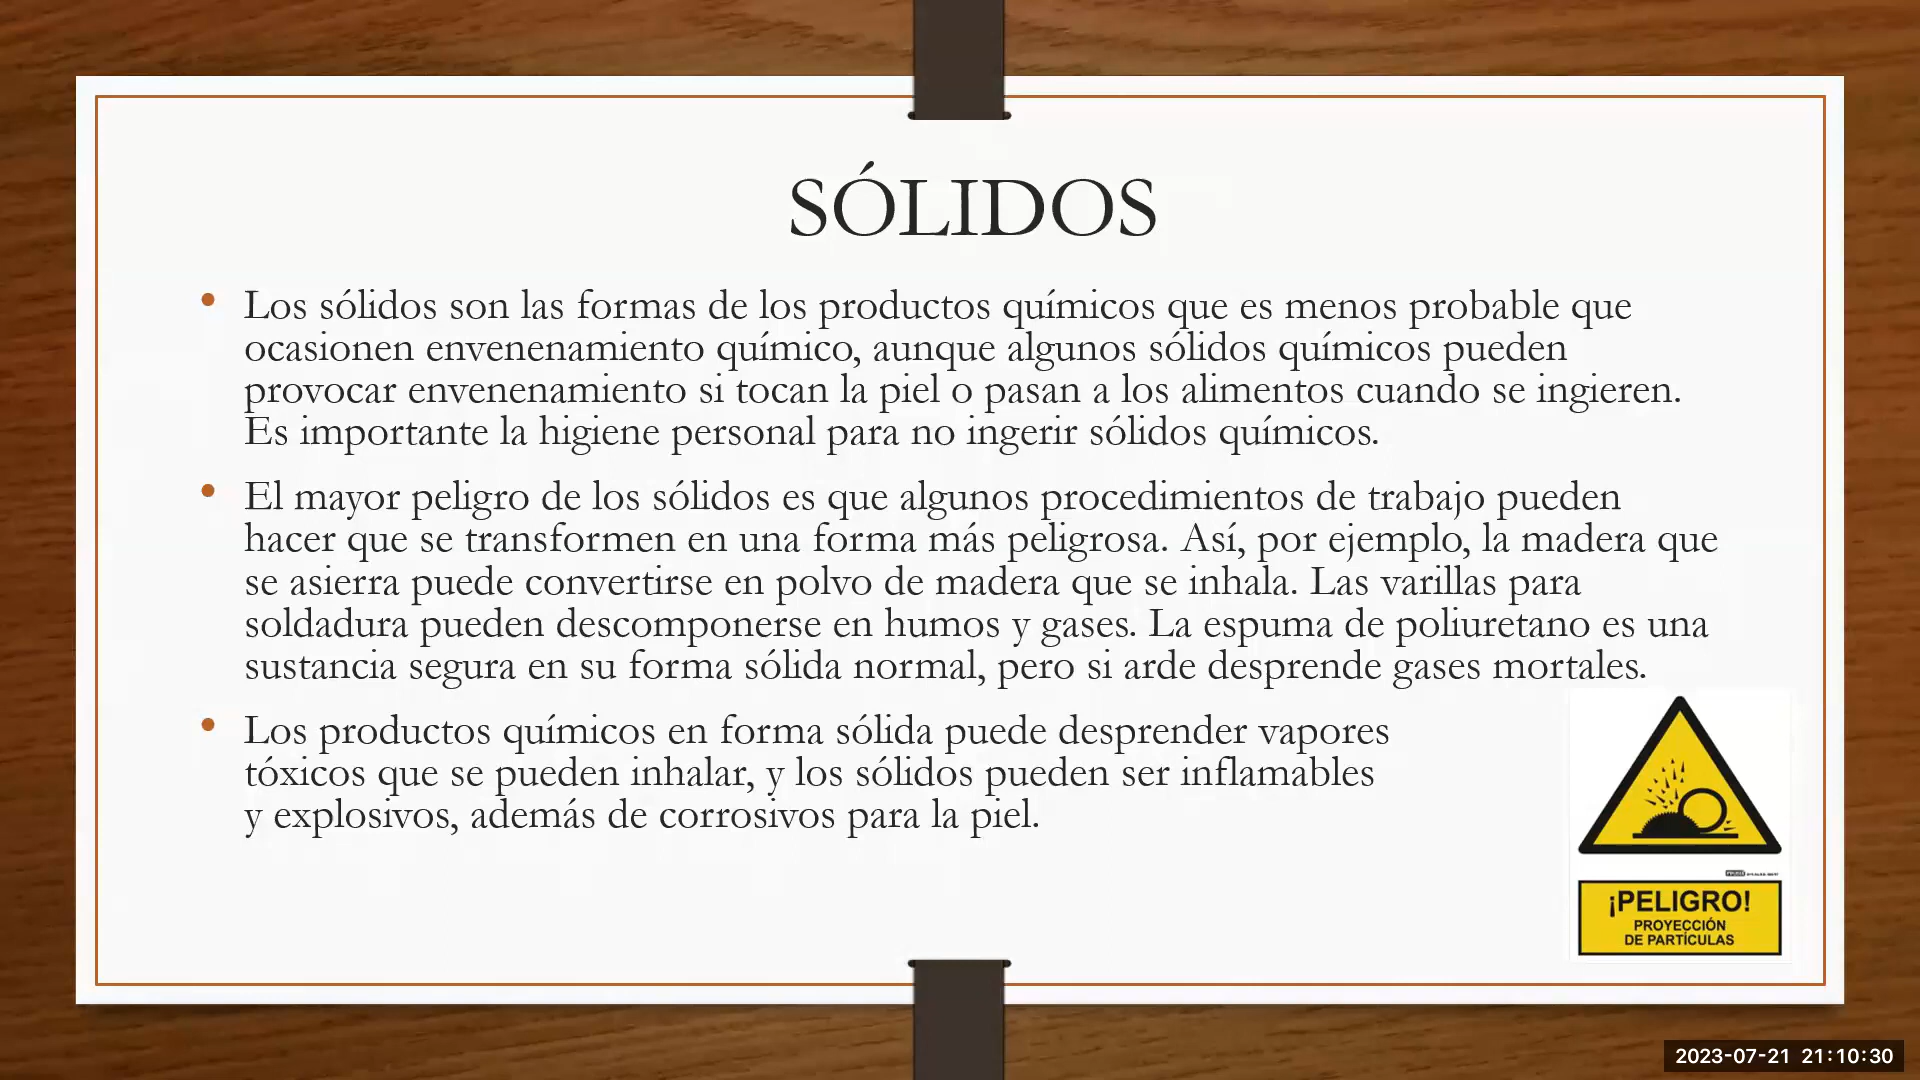 SÓLIDOS
• Los sólidos son las formas de los productos químicos que es menos probable que
ocasionen envenenamiento químico, aunque algunos sólidos químicos pueden
provocar envenenamiento si tocan la piel o pasan a los alimentos cuando se ingieren.
Es importante la higiene personal para no ingerir sólidos químicos.
• El mayor peligro de los sólidos es que algunos procedimientos de trabajo pueden
hacer que se transformen en una forma más peligrosa. Así, por ejemplo, la madera que
se asierra puede convertirse en polvo de madera que se inhala. Las varillas para
soldadura pueden descomponerse en humos y gases. La espuma de poliuretano es una
sustancia segura en su forma sólida normal, pero si arde desprende gases mortales.
• Los productos químicos en forma sólida puede desprender vapores
tóxicos que se pueden inhalar, y los sólidos pueden ser inflamables
y explosivos, además de corrosivos para la piel.
¡PELIGRO!
PROYECCIÓN
DE PARTÍCULAS
2023-07-21 21:10:30